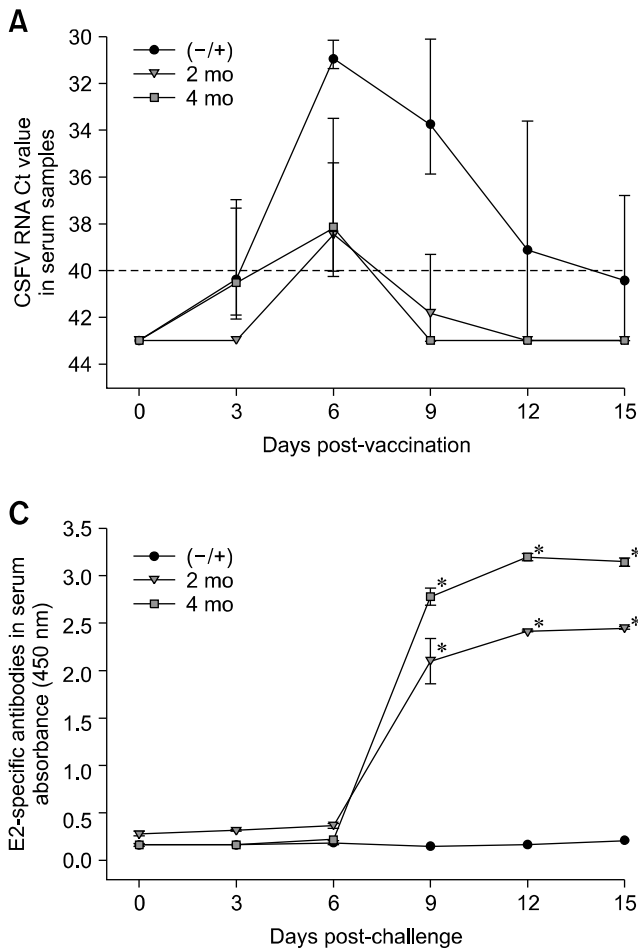 A
CSFV RNA Ct value
in serum samples
30
32
34
36
38
40
43
44
(−/+)
2 mo
4 mo
0 3 6 9 12 15
Days post-vaccination
C
E2-specific antibodies in serum
absorbance (450 nm)
3.5
3.0
2.5
2.0
1.5
1.0
0.5
0.0
(−/+)
2 mo
4 mo
* * *
* * *
0 3 6 9 12 15
Days post-challenge